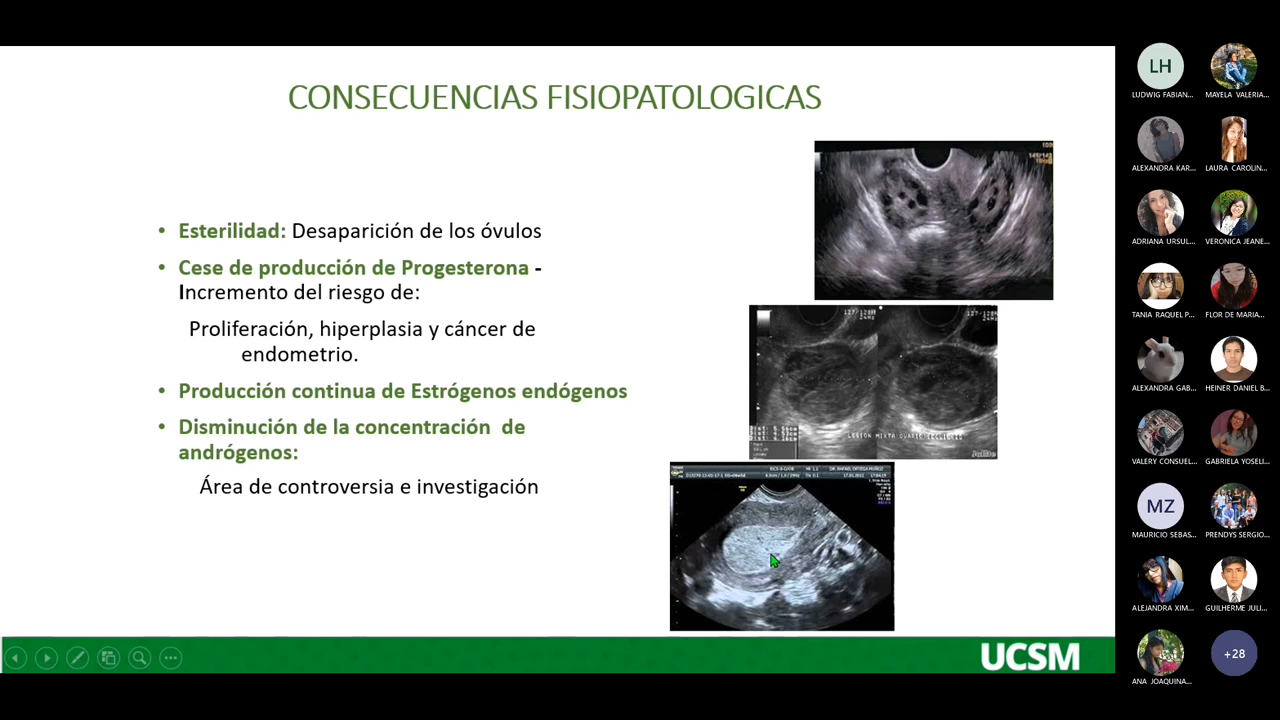 CONSECUENCIAS FISIOPATOLOGICAS
• Esterilidad: Desaparición de los óvulos
• Cese de producción de Progesterona -
Incremento del riesgo de:
Proliferación, hiperplasia y cáncer de
endometrio.
• Producción continua de Estrógenos endógenos
• Disminución de la concentración de
andrógenos:
Área de controversia e investigación
127/128
127/128
LESION MIXTA OVARIO IZQUIERDO
UCSM
LH
LUDWIG FABIAN...
MAYELA VALERIA...
ALEXANDRA KAR...
LAURA CAROLIN...
ADRIANA URSUL...
VERONICA JEANE...
TANIA RAQUEL P...
FLOR DE MARIA...
ALEXANDRA GAB...
HEINER DANIEL B...
VALERY CONSUEL...
GABRIELA YOSELI...
MZ
MAURICIO SEBAS...
PRENDYS SERGIO...
ALEJANDRA XIM...
GUILHERME JULI...
ANA JOAQUINA...
+28